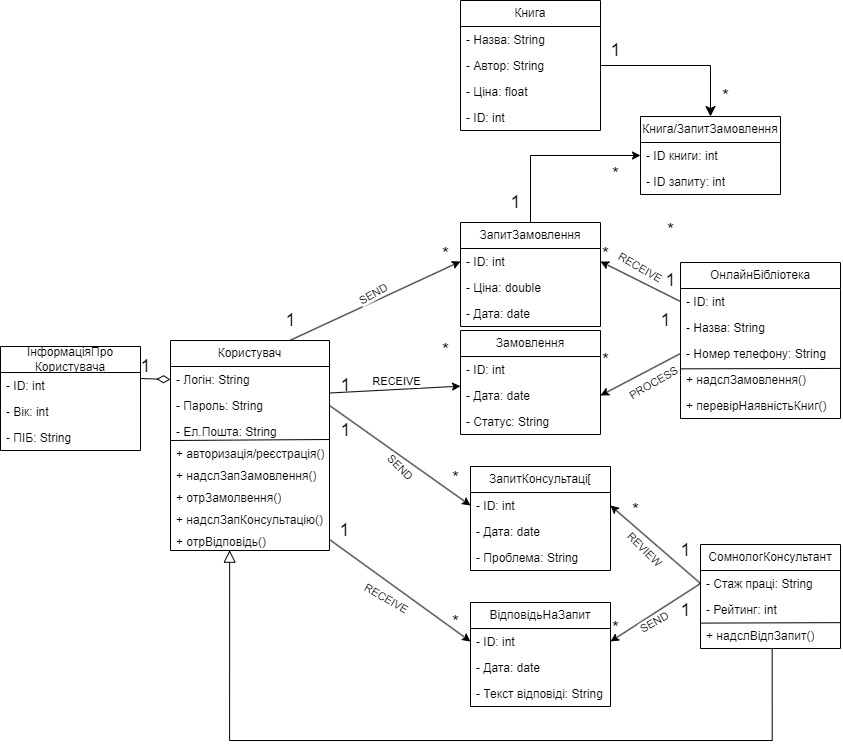 Книга
- Назва: String
- Автор: String
- Ціна: float
- ID: int
1
*
Книга/ЗапитЗамовлення
- ID книги: int
- ID запиту: int
*
1
ЗапитЗамовлення
- ID: int
- Ціна: double
- Дата: date
*
*
*
RECEIVE
1
ОнлайнБібліотека
- ID: int
- Назва: String
- Номер телефону: String
+ надслЗамовлення()
+ перевірНаявністьКниг()
1
SEND
1
PROCESS
*
Замовлення
- ID: int
- Дата: date
- Статус: String
*
ІнформаціяПро
Користувача
- ID: int
- Вік: int
- ПІБ: String
1
Користувач
- Логін: String
- Пароль: String
- Ел.Пошта: String
+ авторизація/реєстрація()
+ надслЗапЗамовлення()
+ отрЗамолвення()
+ надслЗапКонсультацію()
+ отрВідповідь()
1
RECEIVE
1
SEND
*
ЗапитКонсультаці[
- ID: int
- Дата: date
- Проблема: String
*
REVIEW
1
СомнологКонсультант
- Стаж праці: String
- Рейтинг: int
+ надслВідпЗапит()
1
RECEIVE
*
ВідповідьНаЗапит
- ID: int
- Дата: date
- Текст відповіді: String
*
SEND
1